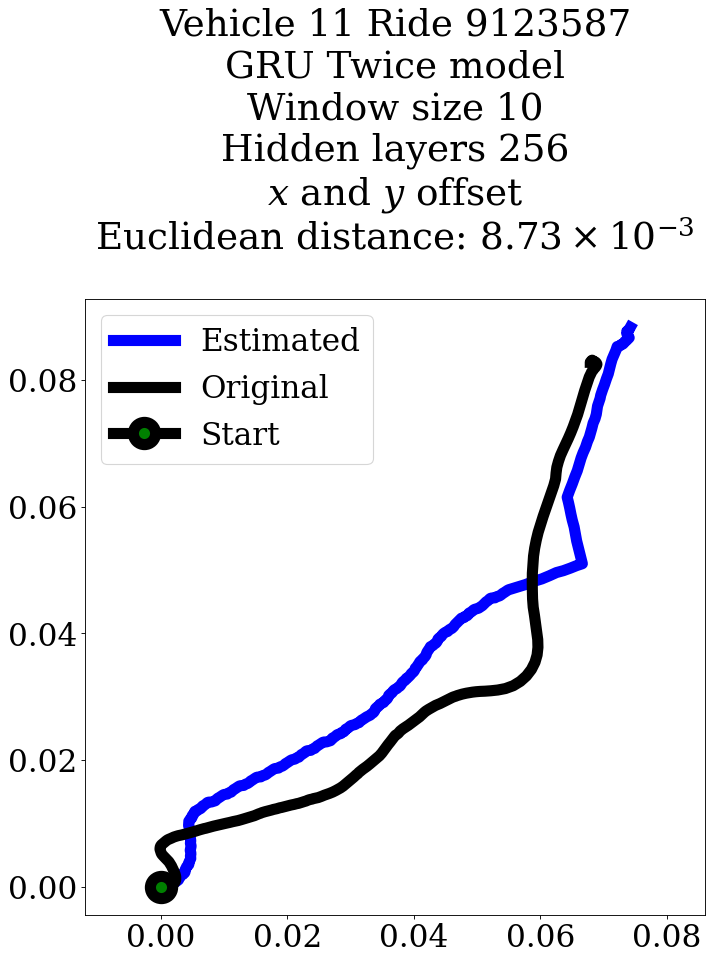 Vehicle 11 Ride 9123587
GRU Twice model
Window size 10
Hidden layers 256
x and y offset
Euclidean distance: 8.73 × 10⁻³
Estimated
Original
Start
0.08
0.06
0.04
0.02
0.00
0.00 0.02 0.04 0.06 0.08